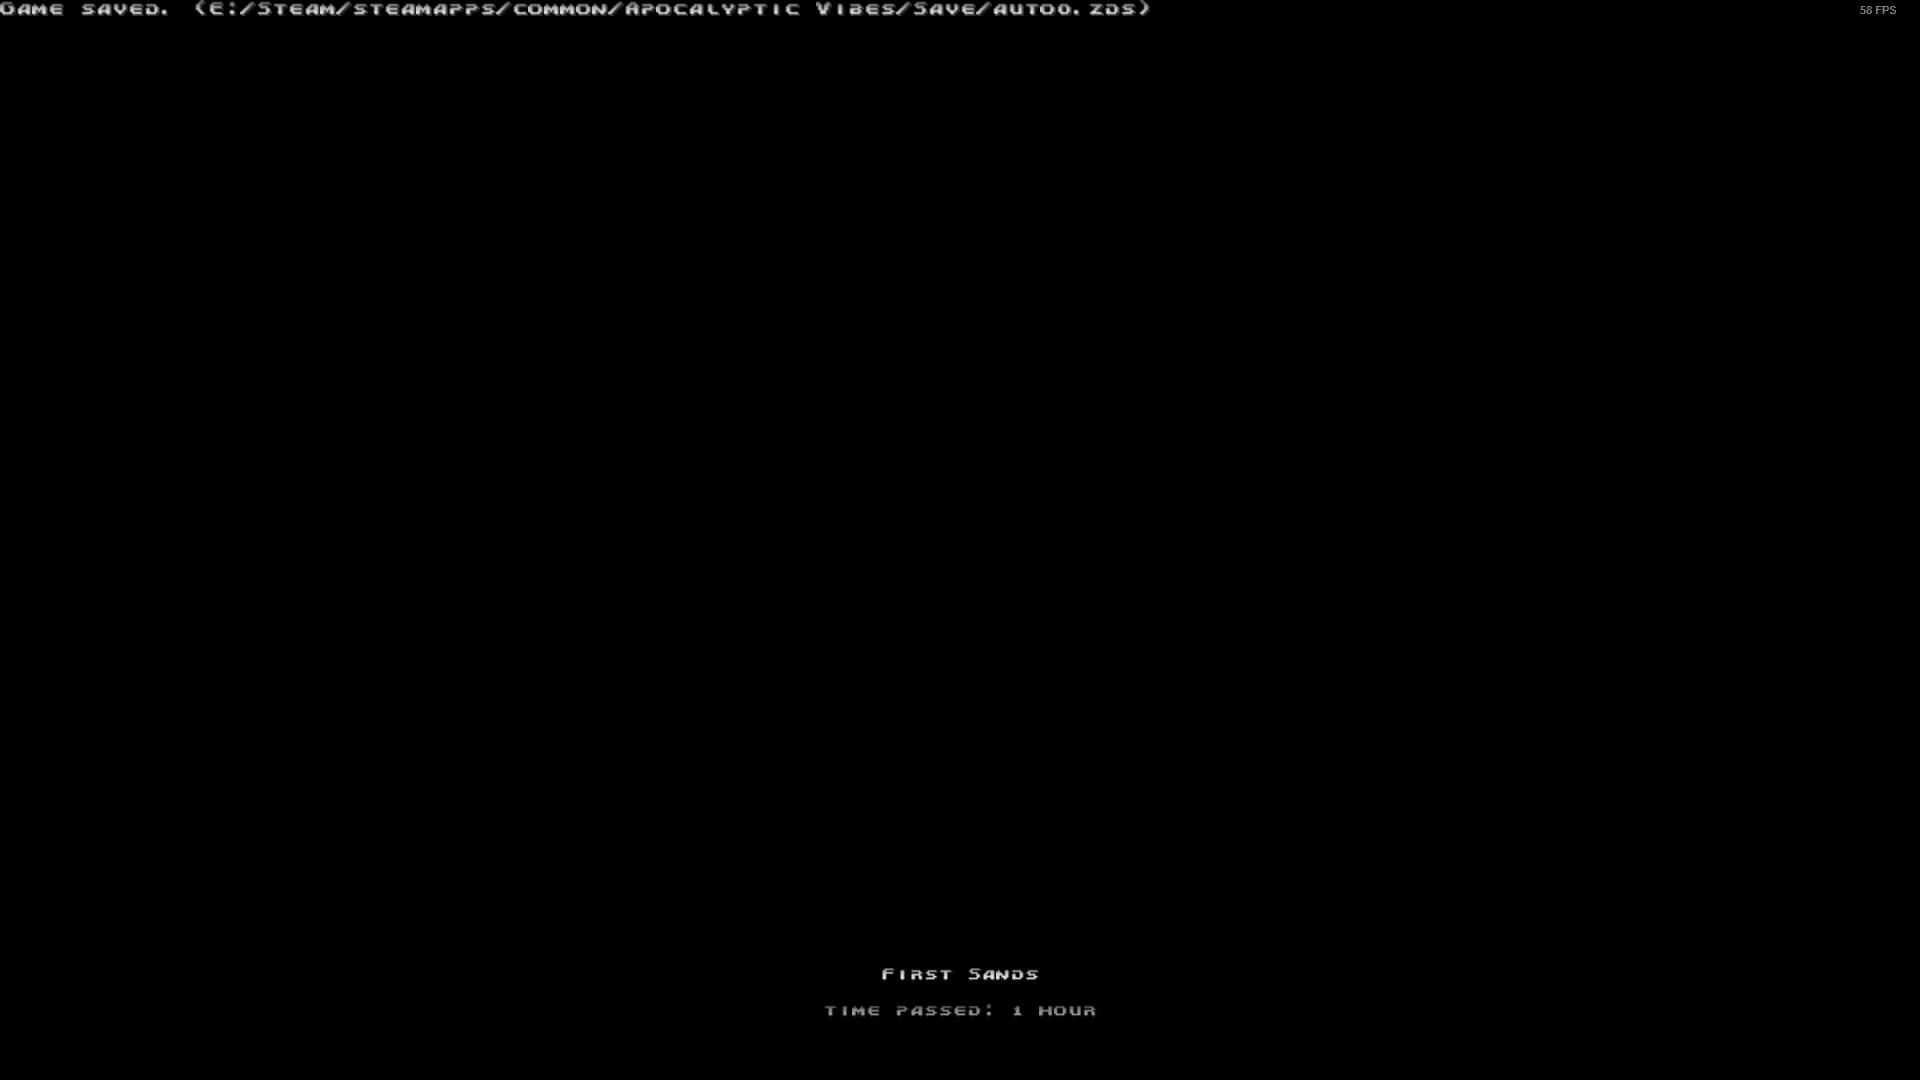 Game saved. (E:/Steam/steamapps/common/Apocalyptic Vibes/Save/auto0.zds)
58 FPS
First Sands
time passed: 1 hour